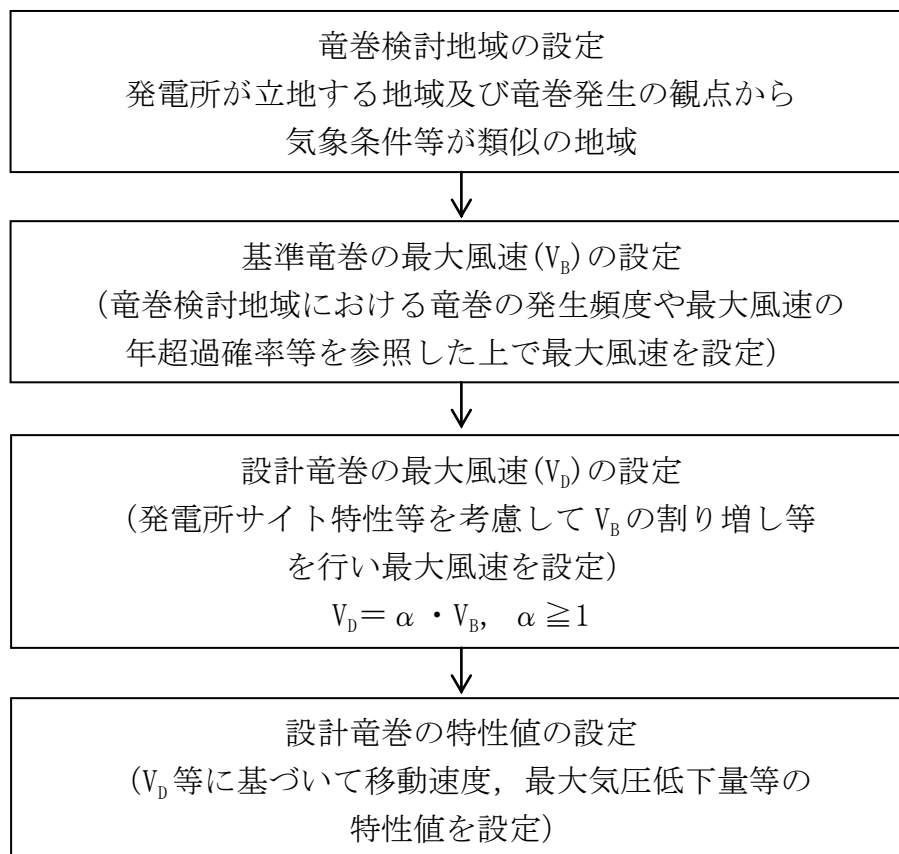 竜巻検討地域の設定
発電所が立地する地域及び竜巻発生の観点から
気象条件等が類似の地域
基準竜巻の最大風速(V_B)の設定
(竜巻検討地域における竜巻の発生頻度や最大風速の
年超過確率等を参照した上で最大風速を設定)
設計竜巻の最大風速(V_D)の設定
(発電所サイト特性等を考慮して V_B の割り増し等
を行い最大風速を設定)
V_D＝α・V_B, α≧1
設計竜巻の特性値の設定
(V_D 等に基づいて移動速度，最大気圧低下量等の
特性値を設定)